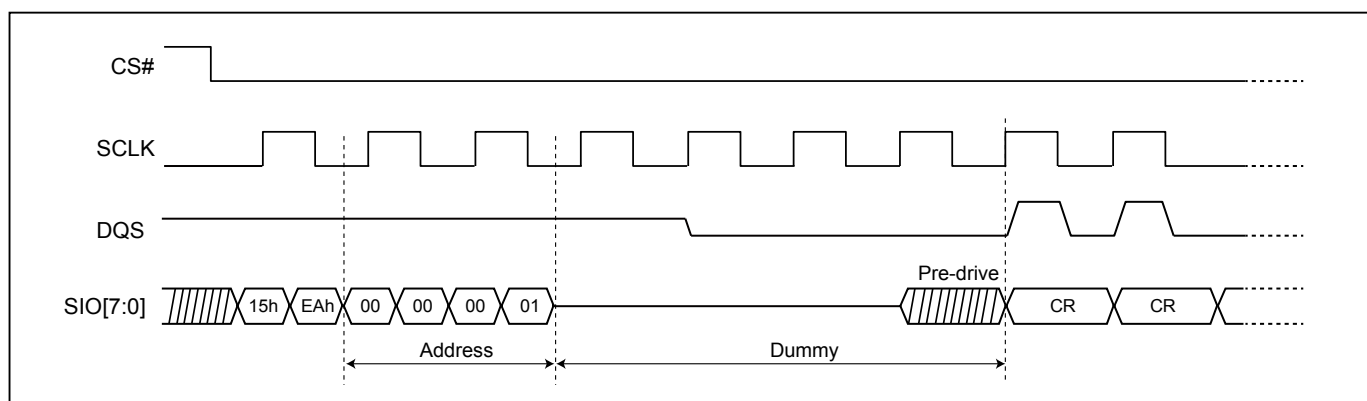 CS#
SCLK
DQS
Pre-drive
SIO[7:0] 15h EAh 00 00 00 01 CR CR
Address Dummy